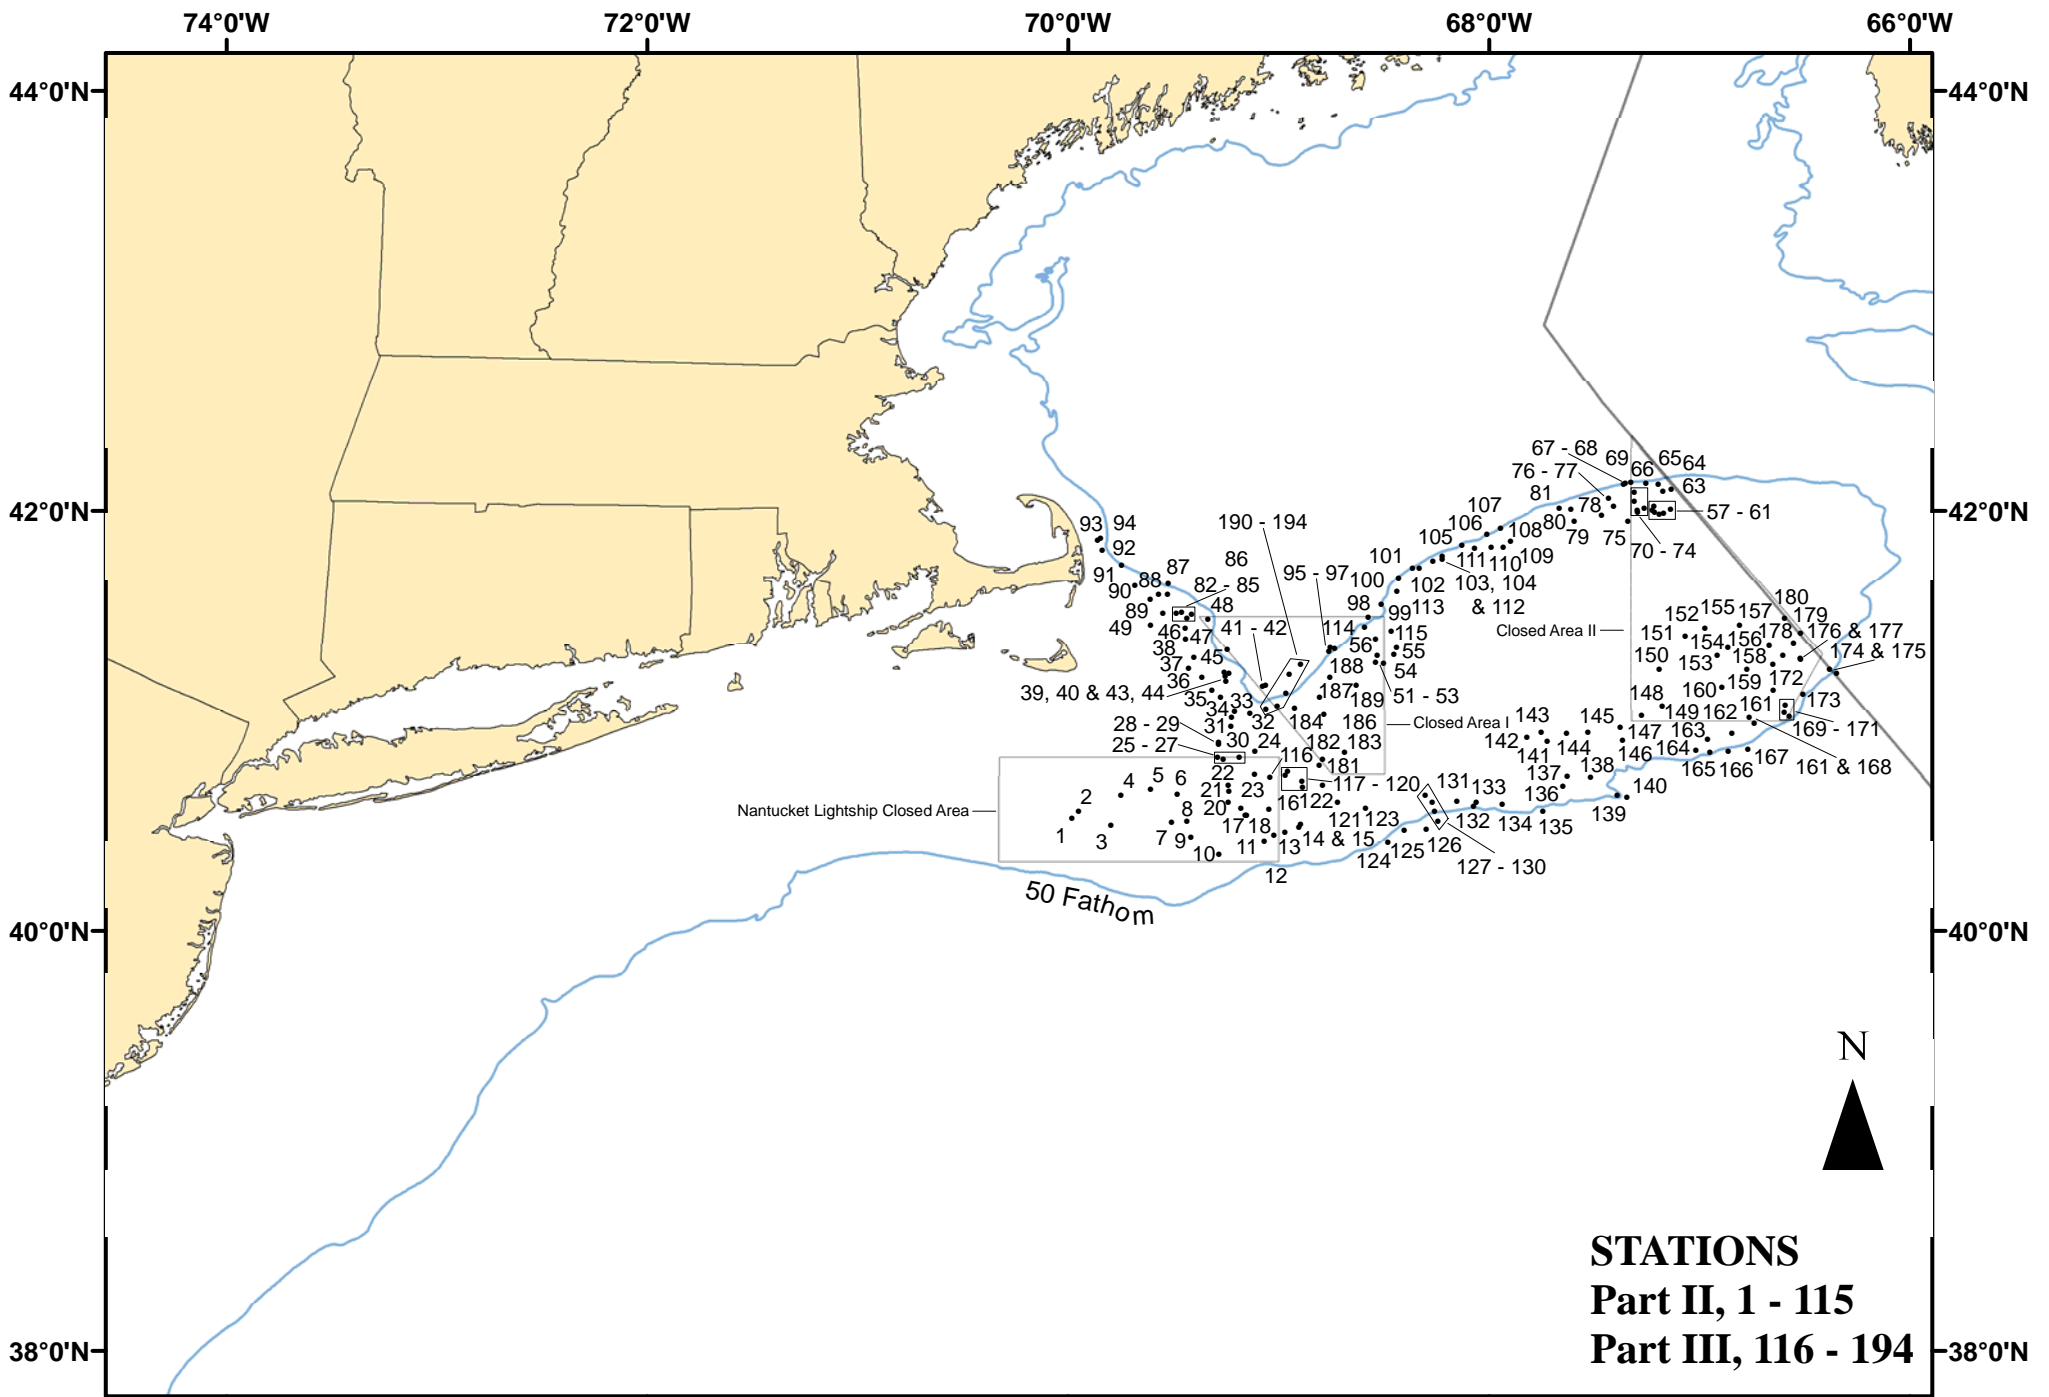 74°0'W 72°0'W 70°0'W 68°0'W 66°0'W
44°0'N 44°0'N
67 - 68 69 65 64
66
76 - 77 63
81 78 57 - 61
42°0'N 42°0'N
107
190 - 194 106 108 80 79 75 70 - 74
93 94 105
92 86 101 111 110 109
91 88 87 95 - 97 100 102 103, 104
& 112
90 82 - 85 98 113
89 48 99 180
49 46 41 - 42 114 115 152 155 157 179
47 Closed Area II 151 154 156 178 176 & 177
38 45 56 55 174 & 175
37 188 54 150 153 158
36 187 189 51 - 53 160 159 172
39, 40 & 43, 44 35 33 148 161 173
34 32 184 186 149 162
28 - 29 31 Closed Area I 143 145 147 163 169 - 171
25 - 27 30 24 182 183 142 144 146 164 167
116 141 165 166 161 & 168
22 181 137 138 140
4 5 6 21 23 117 - 120 131 133 136
2 20 16 122 139
Nantucket Lightship Closed Area 8 17 18 121 123 132 134 135
1 3 7 9 11 13 14 & 15 125 126
10 124 127 - 130
12
50 Fathom
40°0'N 40°0'N
N
STATIONS
Part II, 1 - 115
Part III, 116 - 194
38°0'N 38°0'N